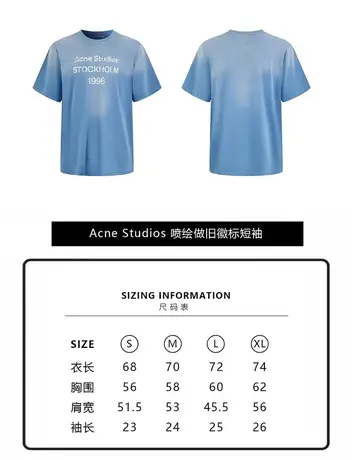 Acne Studios
STOCKHOLM
1996
Acne Studios 喷绘做旧徽标短袖
SIZING INFORMATION
尺码表
SIZE S M L XL
衣长 68 70 72 74
胸围 56 58 60 62
肩宽 51.5 53 45.5 56
袖长 23 24 25 26